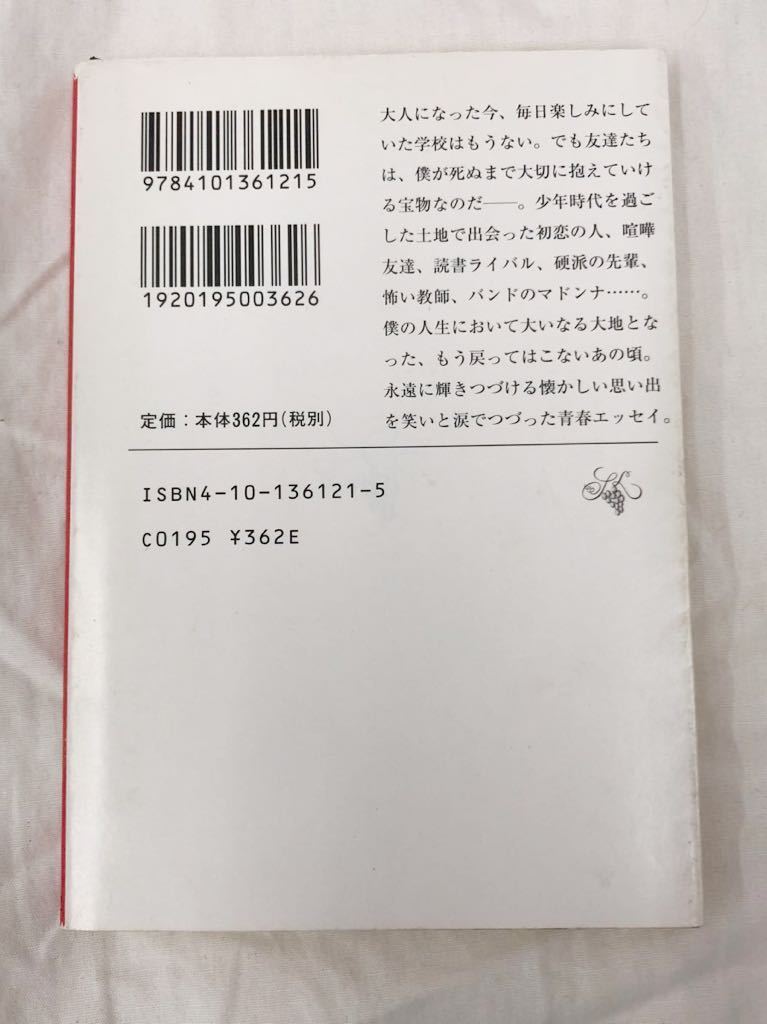 9784101361215
1920195003626
定価：本体362円(税別)
大人になった今、毎日楽しみにして
いた学校はもうない。でも友達たち
は、僕が死ぬまで大切に抱えていけ
る宝物なのだ――。少年時代を過ご
した土地で出会った初恋の人、喧嘩
友達、読書ライバル、硬派の先輩、
怖い教師、バンドのマドンナ……。
僕の人生において大いなる大地とな
った、もう戻ってはこないあの頃。
永遠に輝きつづける懐かしい思い出
を笑いと涙でつづった青春エッセイ。
ISBN4-10-136121-5
C0195 ¥362E